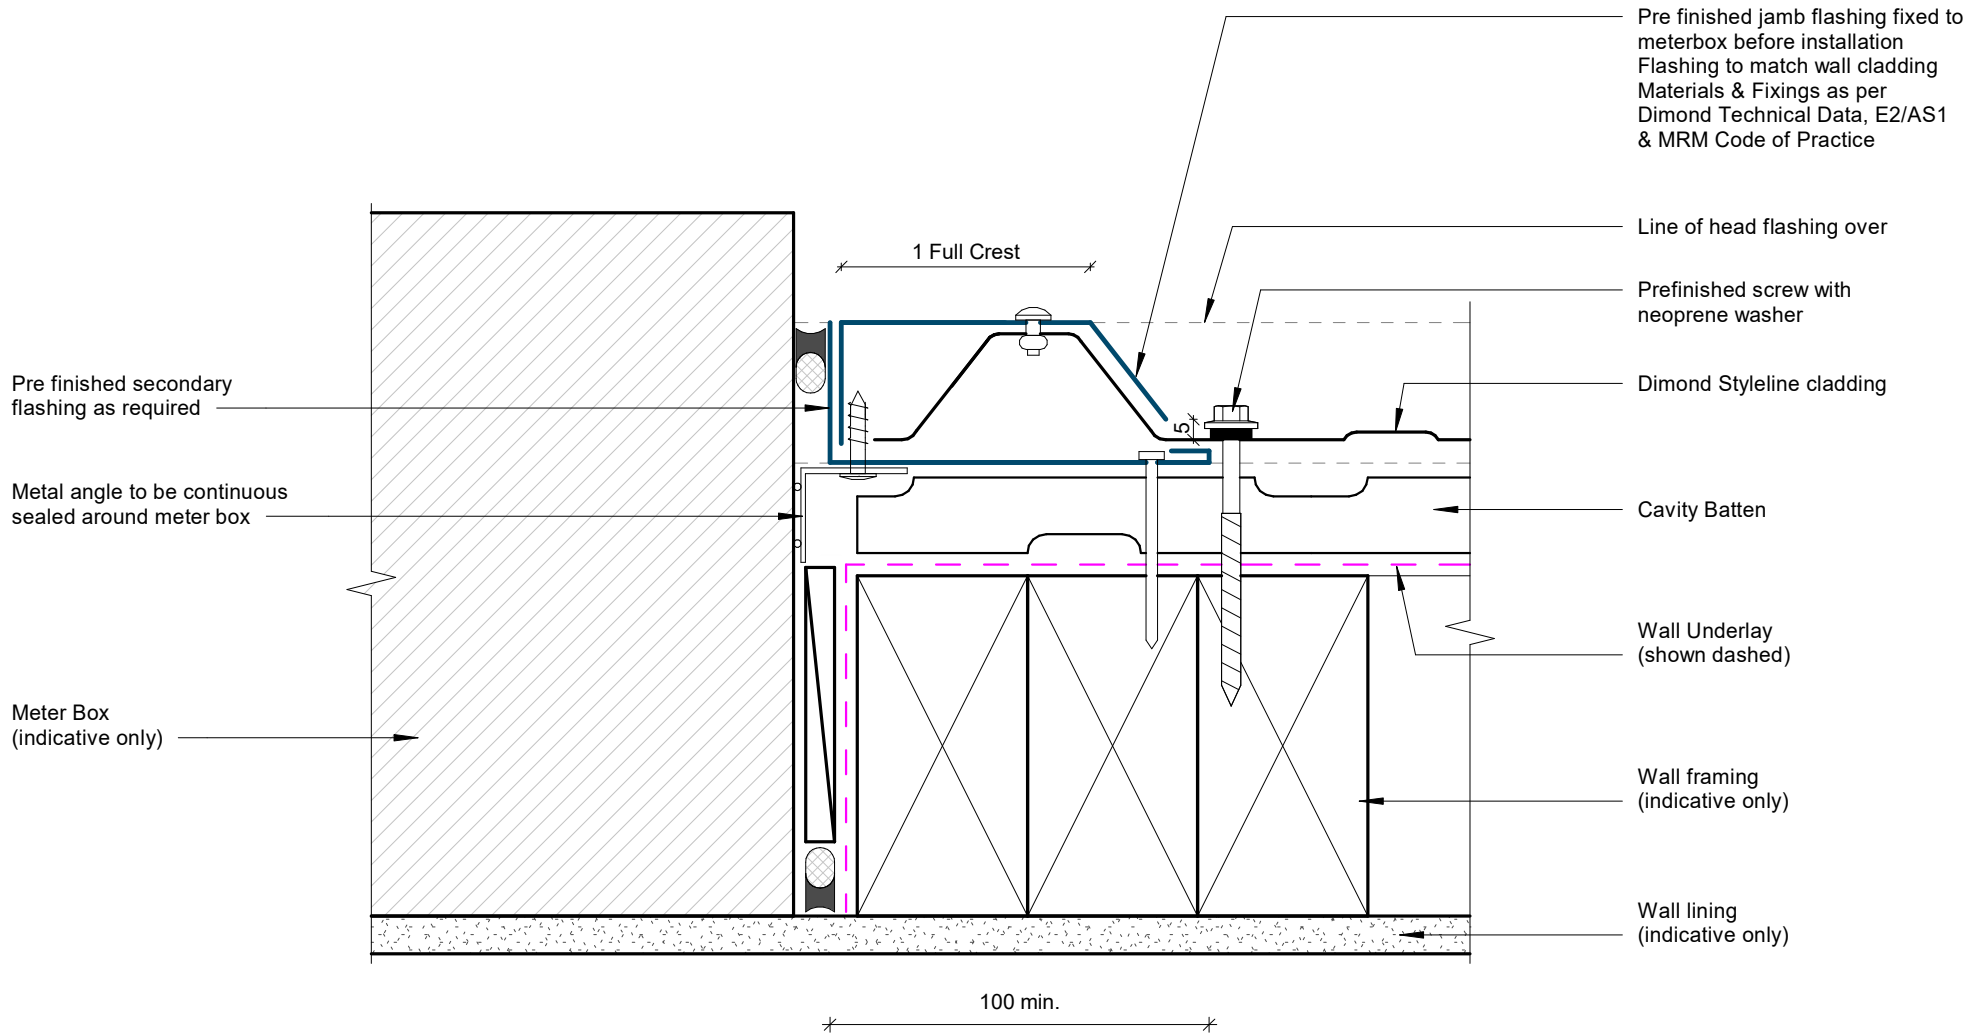 Pre finished jamb flashing fixed to
meterbox before installation
Flashing to match wall cladding
Materials & Fixings as per
Dimond Technical Data, E2/AS1
& MRM Code of Practice
Line of head flashing over
1 Full Crest
Prefinished screw with
neoprene washer
Pre finished secondary
flashing as required
Dimond Styleline cladding
5
Metal angle to be continuous
sealed around meter box
Cavity Batten
Wall Underlay
(shown dashed)
Meter Box
(indicative only)
Wall framing
(indicative only)
Wall lining
(indicative only)
100 min.